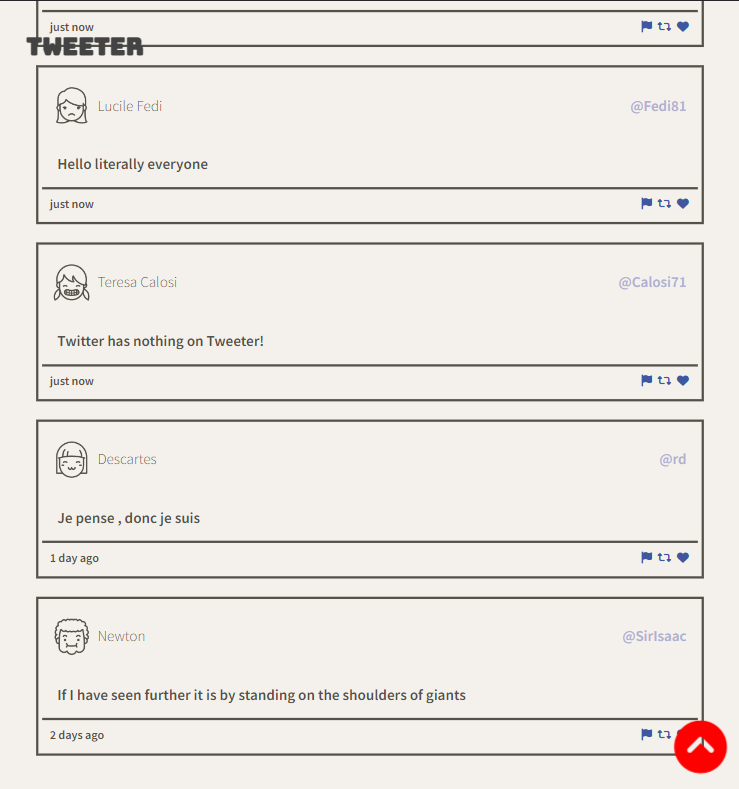 just now
TWEETER
Lucile Fedi
@Fedi81
Hello literally everyone
just now
Teresa Calosi
@Calosi71
Twitter has nothing on Tweeter!
just now
Descartes
@rd
Je pense , donc je suis
1 day ago
Newton
@SirIsaac
If I have seen further it is by standing on the shoulders of giants
2 days ago